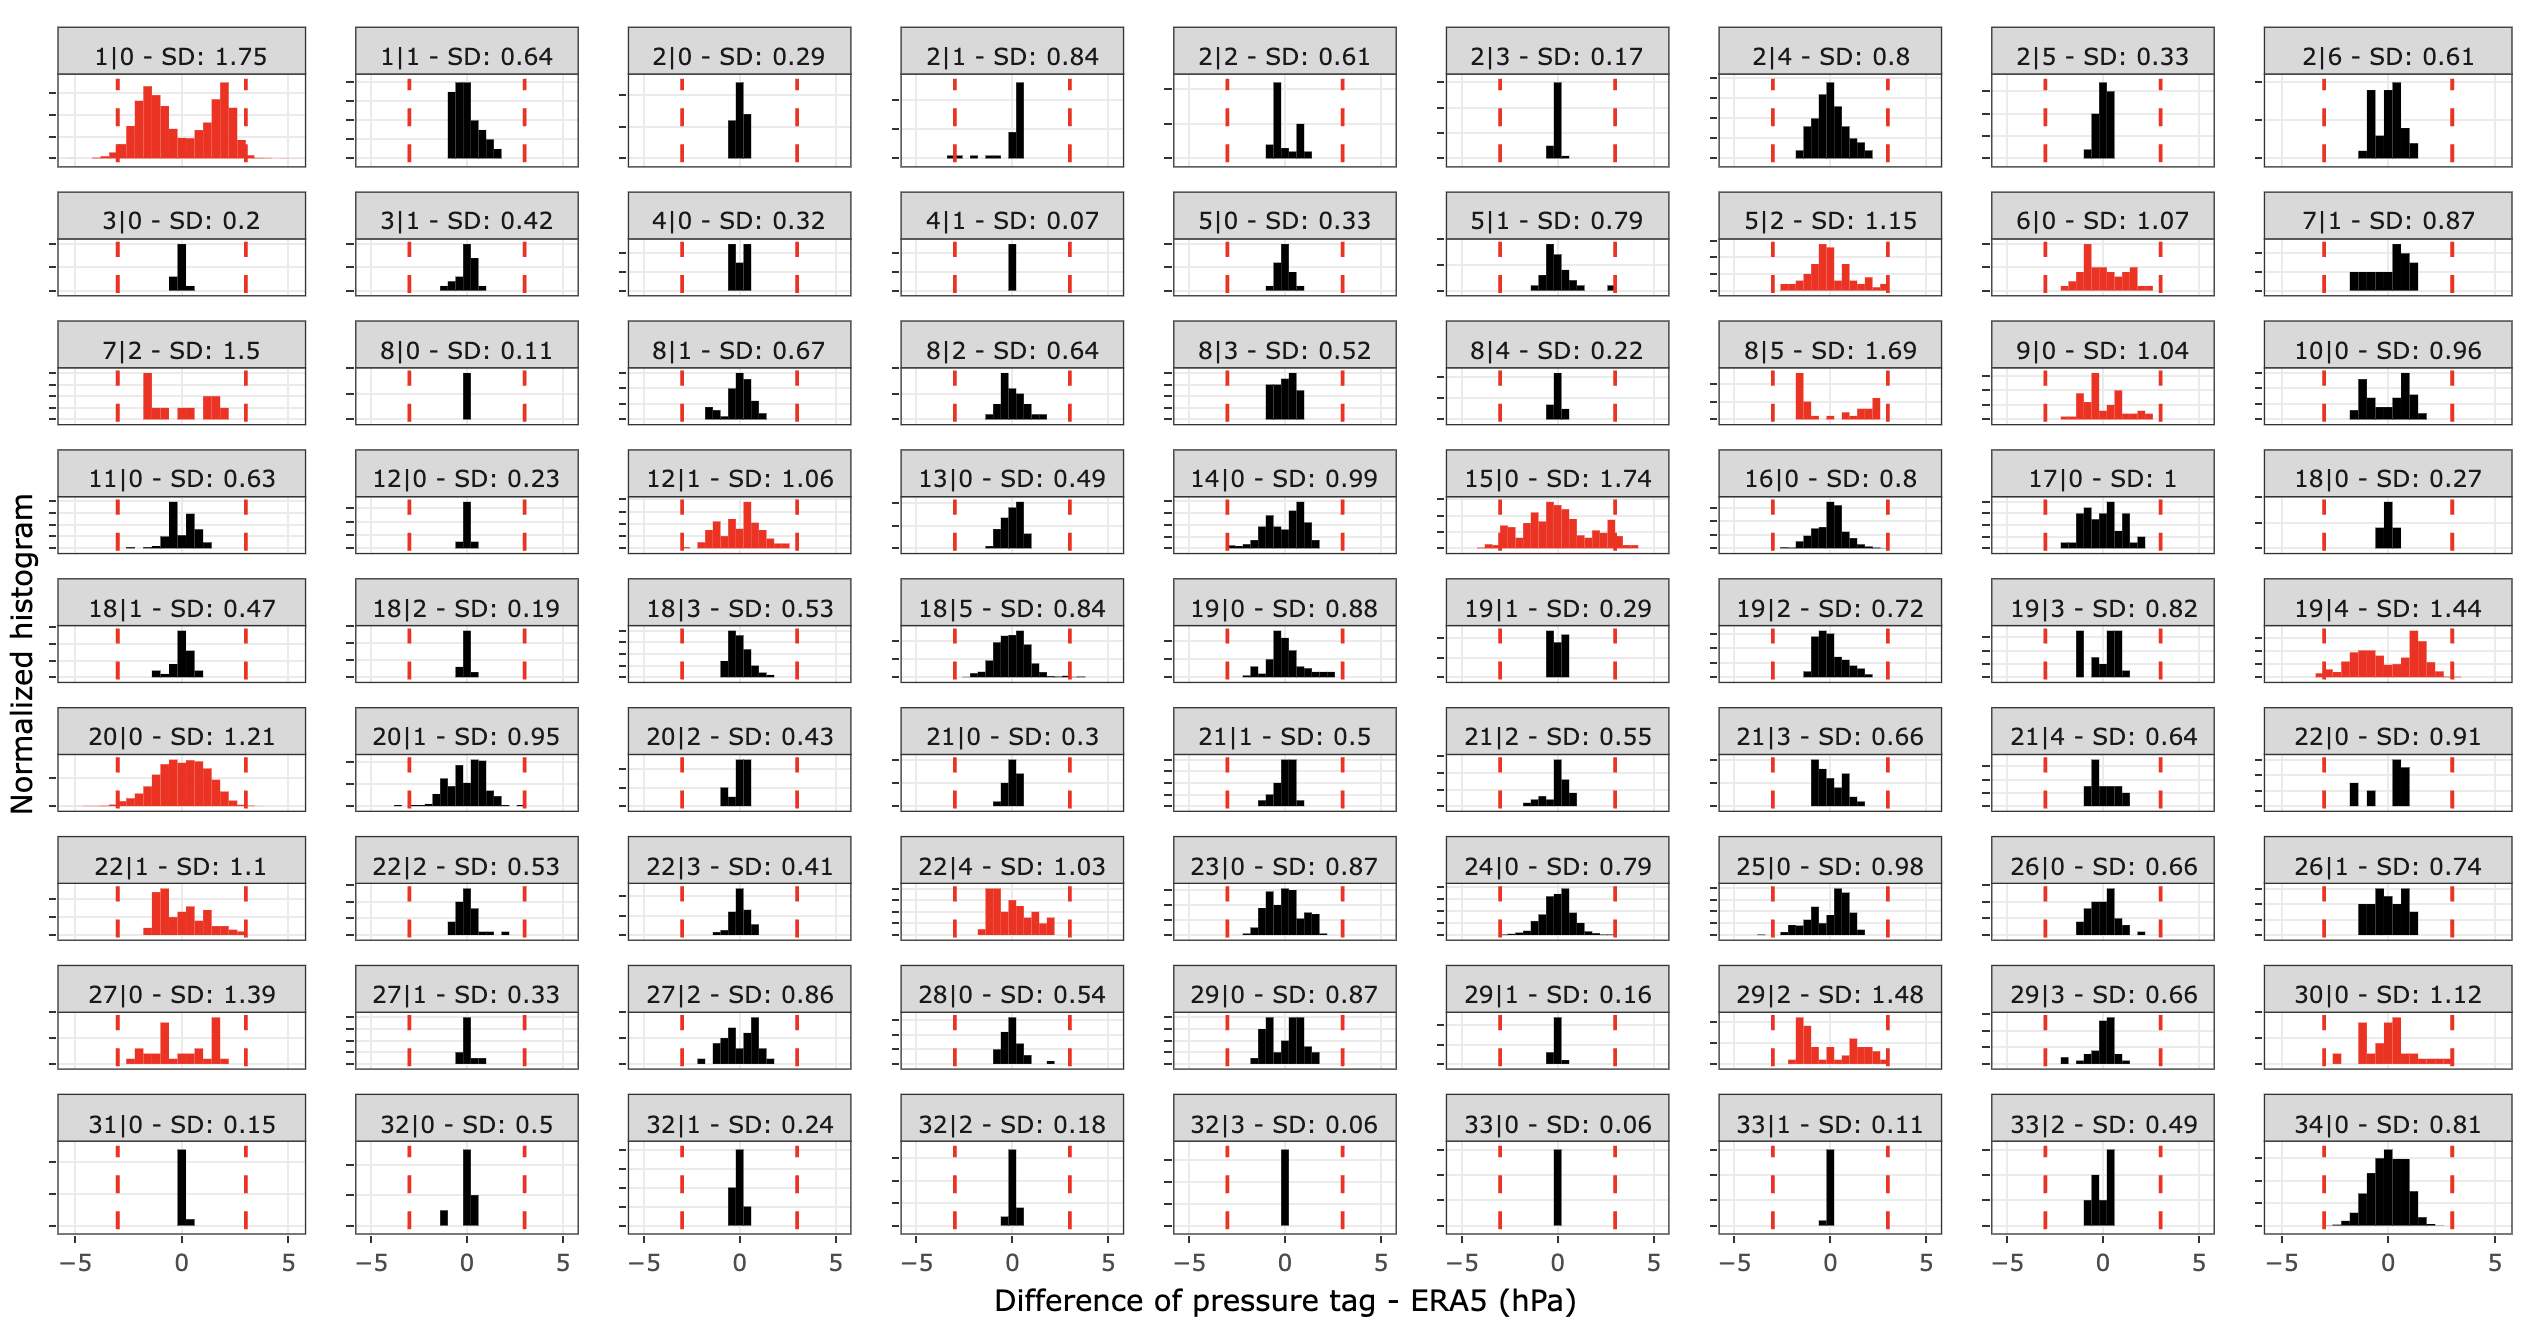 1|0 - SD: 1.75
1|1 - SD: 0.64
2|0 - SD: 0.29
2|1 - SD: 0.84
2|2 - SD: 0.61
2|3 - SD: 0.17
2|4 - SD: 0.8
2|5 - SD: 0.33
2|6 - SD: 0.61
3|0 - SD: 0.2
3|1 - SD: 0.42
4|0 - SD: 0.32
4|1 - SD: 0.07
5|0 - SD: 0.33
5|1 - SD: 0.79
5|2 - SD: 1.15
6|0 - SD: 1.07
7|1 - SD: 0.87
7|2 - SD: 1.5
8|0 - SD: 0.11
8|1 - SD: 0.67
8|2 - SD: 0.64
8|3 - SD: 0.52
8|4 - SD: 0.22
8|5 - SD: 1.69
9|0 - SD: 1.04
10|0 - SD: 0.96
11|0 - SD: 0.63
12|0 - SD: 0.23
12|1 - SD: 1.06
13|0 - SD: 0.49
14|0 - SD: 0.99
15|0 - SD: 1.74
16|0 - SD: 0.8
17|0 - SD: 1
18|0 - SD: 0.27
18|1 - SD: 0.47
18|2 - SD: 0.19
18|3 - SD: 0.53
18|5 - SD: 0.84
19|0 - SD: 0.88
19|1 - SD: 0.29
19|2 - SD: 0.72
19|3 - SD: 0.82
19|4 - SD: 1.44
20|0 - SD: 1.21
20|1 - SD: 0.95
20|2 - SD: 0.43
21|0 - SD: 0.3
21|1 - SD: 0.5
21|2 - SD: 0.55
21|3 - SD: 0.66
21|4 - SD: 0.64
22|0 - SD: 0.91
22|1 - SD: 1.1
22|2 - SD: 0.53
22|3 - SD: 0.41
22|4 - SD: 1.03
23|0 - SD: 0.87
24|0 - SD: 0.79
25|0 - SD: 0.98
26|0 - SD: 0.66
26|1 - SD: 0.74
27|0 - SD: 1.39
27|1 - SD: 0.33
27|2 - SD: 0.86
28|0 - SD: 0.54
29|0 - SD: 0.87
29|1 - SD: 0.16
29|2 - SD: 1.48
29|3 - SD: 0.66
30|0 - SD: 1.12
31|0 - SD: 0.15
32|0 - SD: 0.5
32|1 - SD: 0.24
32|2 - SD: 0.18
32|3 - SD: 0.06
33|0 - SD: 0.06
33|1 - SD: 0.11
33|2 - SD: 0.49
34|0 - SD: 0.81
Normalized histogram
−5 0 5 −5 0 5 −5 0 5 −5 0 5 −5 0 5 −5 0 5 −5 0 5 −5 0 5 −5 0 5
Difference of pressure tag - ERA5 (hPa)